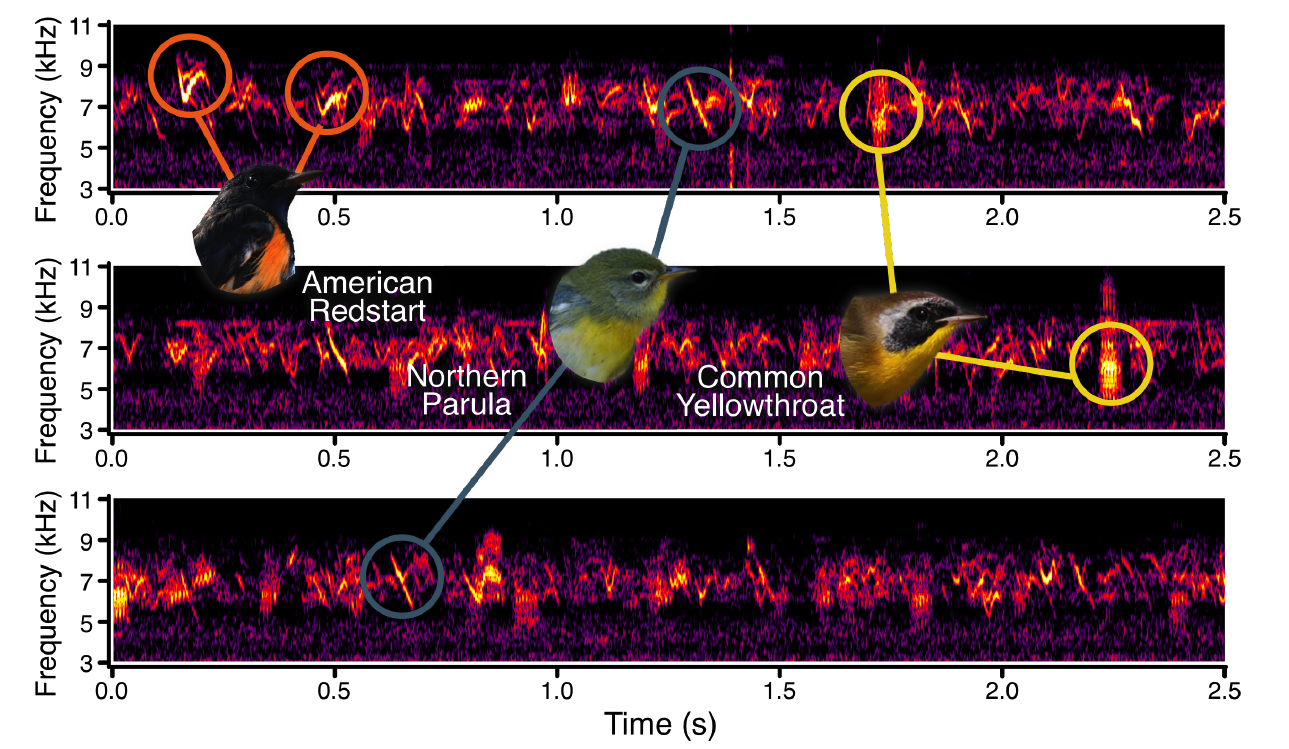 Frequency (kHz)
11
9
7
5
3
0.0 0.5 1.0 1.5 2.0 2.5
Frequency (kHz)
11
9
7
5
3
American
Redstart
Northern
Parula
Common
Yellowthroat
0.0 0.5 1.0 1.5 2.0 2.5
Frequency (kHz)
11
9
7
5
3
0.0 0.5 1.0 1.5 2.0 2.5
Time (s)